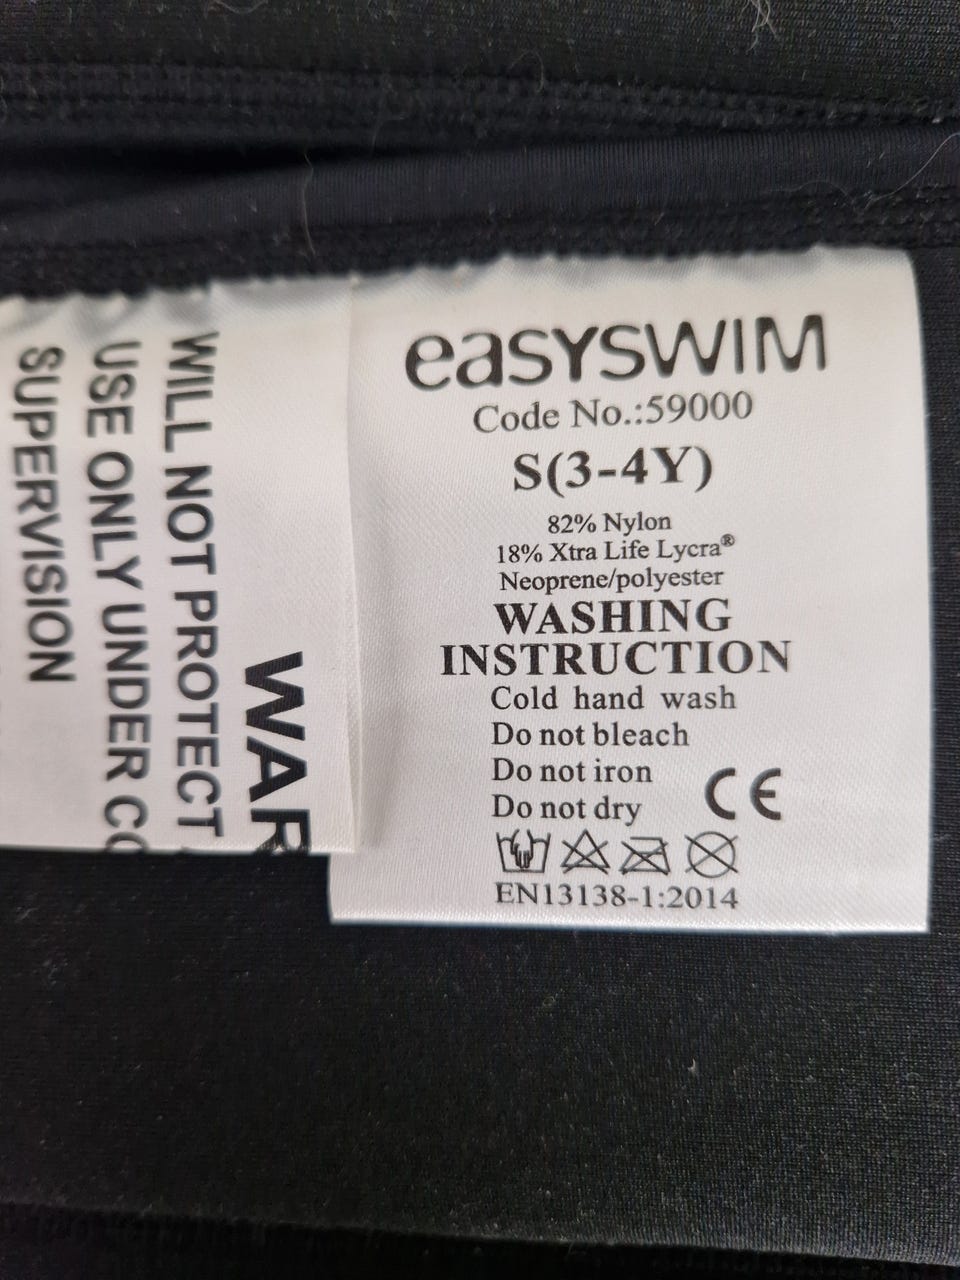 easySWIM
Code No.:59000
S(3-4Y)
82% Nylon
18% Xtra Life Lycra®
Neoprene/polyester
WASHING
INSTRUCTION
Cold hand wash
Do not bleach
Do not iron
Do not dry
CE
EN13138-1:2014
WAR
WILL NOT PROTECT
USE ONLY UNDER CO
SUPERVISION